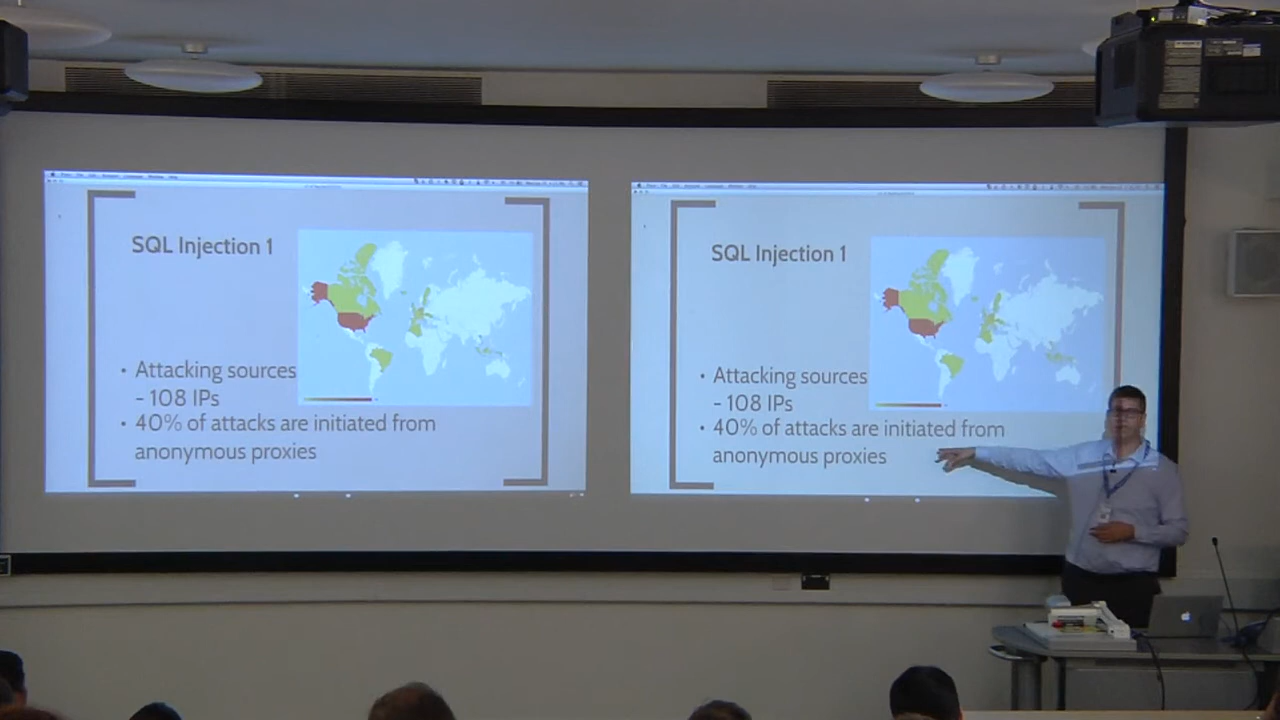 SQL Injection 1
• Attacking sources
- 108 IPs
• 40% of attacks are initiated from
anonymous proxies
SQL Injection 1
• Attacking sources
- 108 IPs
• 40% of attacks are initiated from
anonymous proxies